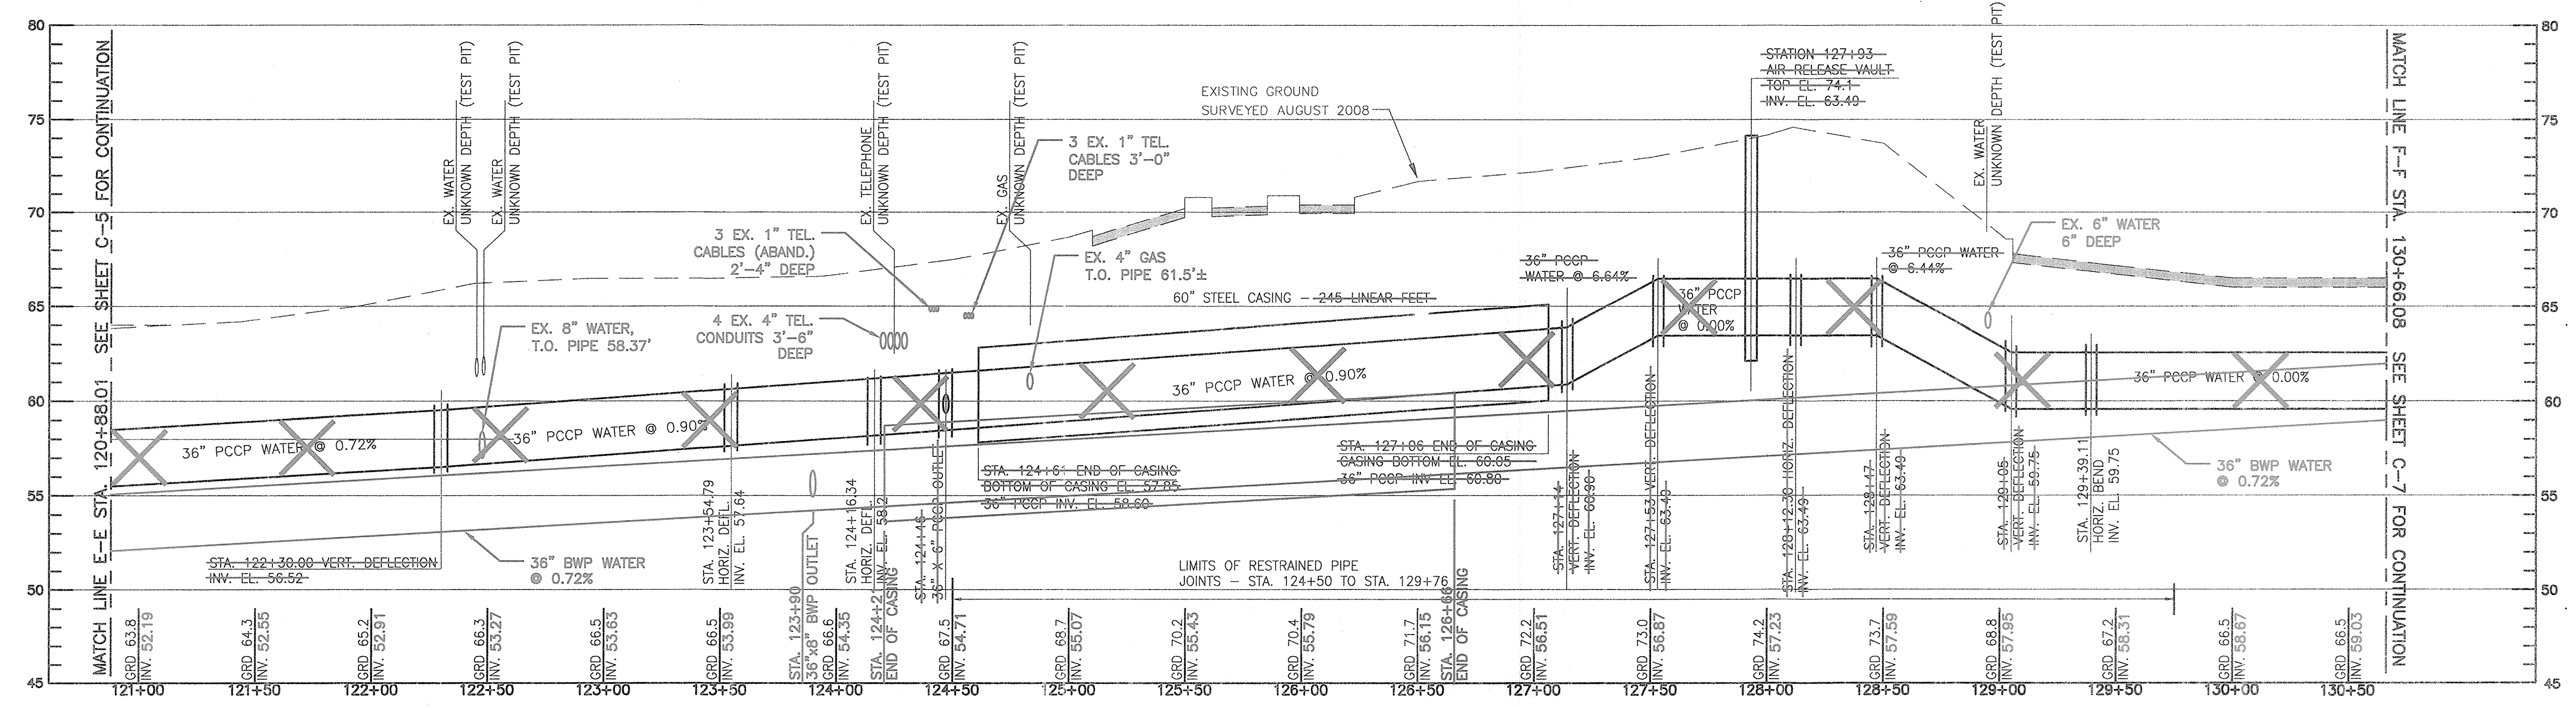 80
75
70
65
60
55
50
45
MATCH LINE E-E STA. 120+88.01 SEE SHEET C-5 FOR CONTINUATION
EX. WATER
UNKNOWN DEPTH (TEST PIT)
EX. WATER
UNKNOWN DEPTH (TEST PIT)
EX. TELEPHONE
UNKNOWN DEPTH (TEST PIT)
EX. GAS
UNKNOWN DEPTH (TEST PIT)
3 EX. 1" TEL.
CABLES 3'-0"
DEEP
EXISTING GROUND
SURVEYED AUGUST 2008
STATION 127+93
AIR RELEASE VAULT
TOP EL. 74.1
INV. EL. 63.49
EX. WATER
UNKNOWN DEPTH (TEST PIT)
MATCH LINE F-F STA. 130+66.08 SEE SHEET C-7 FOR CONTINUATION
80
75
70
65
60
55
50
45
3 EX. 1" TEL.
CABLES (ABAND.)
2'-4" DEEP
EX. 4" GAS
T.O. PIPE 61.5'±
EX. 6" WATER
6" DEEP
36" PCCP
WATER @ 6.64%
36" PCCP WATER
@ 6.44%
60" STEEL CASING - 245 LINEAR FEET
36" PCCP
WATER
@ 0.00%
EX. 8" WATER,
T.O. PIPE 58.37'
4 EX. 4" TEL.
CONDUITS 3'-6"
DEEP
36" PCCP WATER @ 0.72%
36" PCCP WATER @ 0.90%
36" PCCP WATER @ 0.90%
36" PCCP WATER @ 0.00%
STA. 124+61 END OF CASING
BOTTOM OF CASING EL. 57.85
36" PCCP INV. EL. 58.60
STA. 127+06 END OF CASING
CASING BOTTOM EL. 60.05
36" PCCP INV EL. 60.80
36" BWP WATER
@ 0.72%
STA. 122+30.00 VERT. DEFLECTION
INV. EL. 56.52
36" BWP WATER
@ 0.72%
STA. 123+54.79
HORIZ. DEFL.
INV. EL. 57.64
STA. 123+90
36"x8" BWP OUTLET
STA. 124+16.34
HORIZ. DEFL.
INV. EL. 58.12
STA. 124+21
END OF CASING
STA. 124+46
36" X 6" PCCP OUTLET
LIMITS OF RESTRAINED PIPE
JOINTS - STA. 124+50 TO STA. 129+76
STA. 126+66
END OF CASING
STA. 127+14
VERT. DEFLECTION
INV. EL. 60.90
STA. 127+53 VERT. DEFLECTION
INV. EL. 63.49
STA. 128+12.30 HORIZ. DEFLECTION
INV. EL. 63.49
STA. 128+47
VERT. DEFLECTION
INV. EL. 63.49
STA. 129+05
VERT. DEFLECTION
INV. EL. 59.75
STA. 129+39.11
HORIZ. BEND
INV. EL. 59.75
GRD 63.8
INV. 52.19
GRD 64.3
INV. 52.55
GRD 65.2
INV. 52.91
GRD 66.3
INV. 53.27
GRD 66.5
INV. 53.63
GRD 66.5
INV. 53.99
GRD 66.6
INV. 54.35
GRD 67.5
INV. 54.71
GRD 68.7
INV. 55.07
GRD 70.2
INV. 55.43
GRD 70.4
INV. 55.79
GRD 71.7
INV. 56.15
GRD 72.2
INV. 56.51
GRD 73.0
INV. 56.87
GRD 74.2
INV. 57.23
GRD 73.7
INV. 57.59
GRD 68.8
INV. 57.95
GRD 67.2
INV. 58.31
GRD 66.5
INV. 58.67
GRD 66.5
INV. 59.03
121+00 121+50 122+00 122+50 123+00 123+50 124+00 124+50 125+00 125+50 126+00 126+50 127+00 127+50 128+00 128+50 129+00 129+50 130+00 130+50